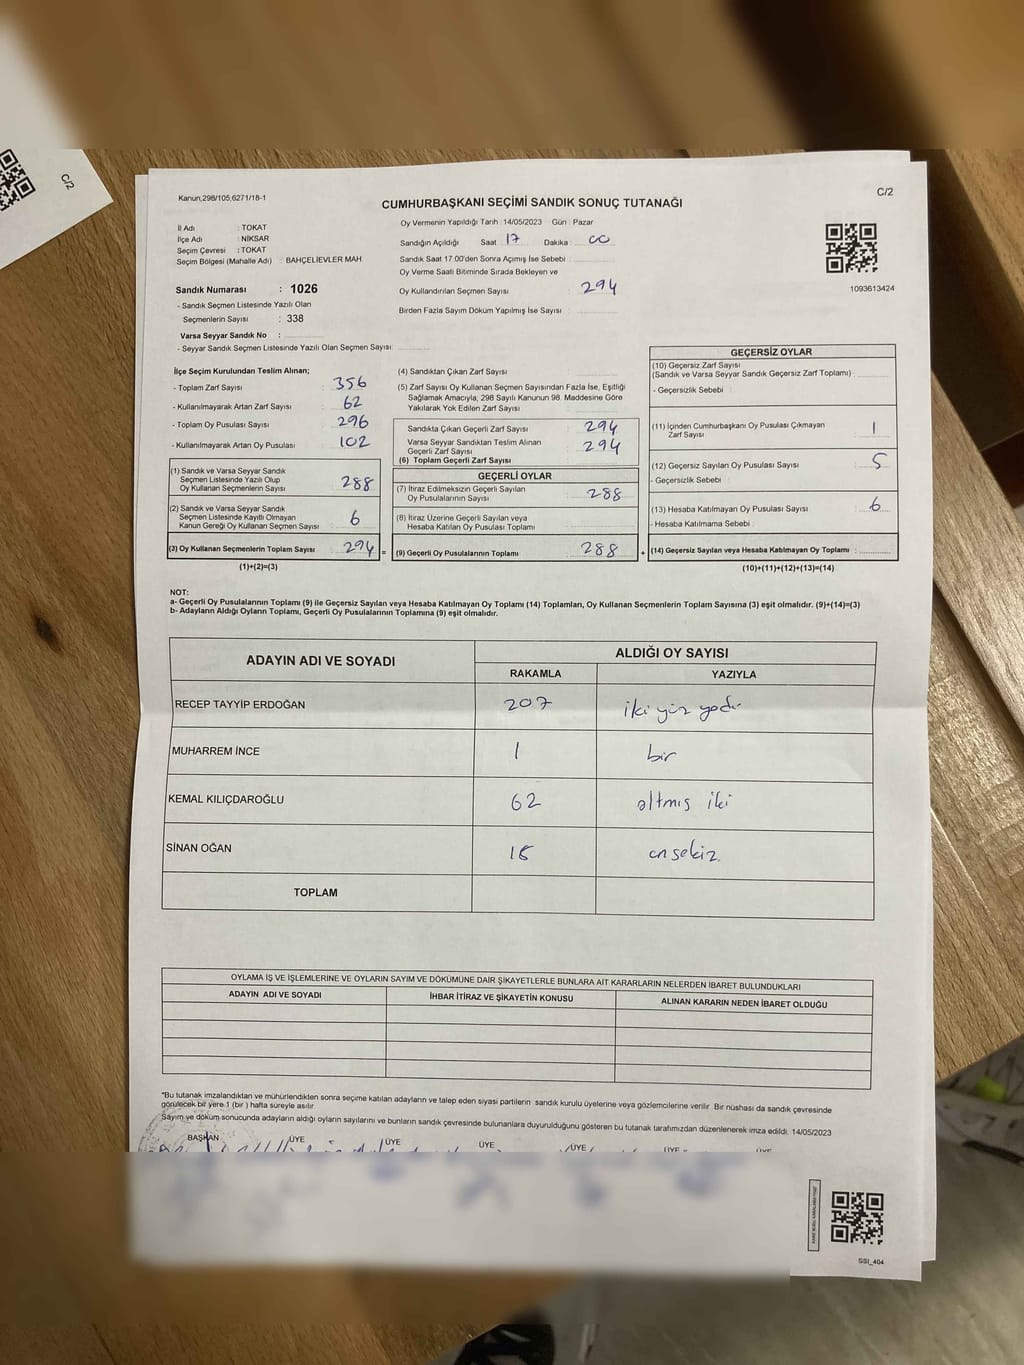 C/2
Kanun,298/105,6271/18-1
C/2
CUMHURBAŞKANI SEÇİMİ SANDIK SONUÇ TUTANAĞI
İl Adı : TOKAT
İlçe Adı : NİKSAR
Seçim Çevresi : TOKAT
Seçim Bölgesi (Mahalle Adı) : BAHÇELİEVLER MAH
Sandık Numarası : 1026
- Sandık Seçmen Listesinde Yazılı Olan
Seçmenlerin Sayısı : 338
Varsa Seyyar Sandık No :
- Seyyar Sandık Seçmen Listesinde Yazılı Olan Seçmen Sayısı:
Oy Vermenin Yapıldığı Tarih : 14/05/2023 Gün : Pazar
Sandığın Açıldığı Saat : 17 Dakika : 00
Sandık Saat 17:00'den Sonra Açımış İse Sebebi :
Oy Verme Saati Bitiminde Sırada Bekleyen ve
Oy Kullandırılan Seçmen Sayısı : 294
Birden Fazla Sayım Döküm Yapılmış İse Sayısı :
1093613424
İlçe Seçim Kurulundan Teslim Alınan;
- Toplam Zarf Sayısı : 356
- Kullanılmayarak Artan Zarf Sayısı : 62
- Toplam Oy Pusulası Sayısı : 296
- Kullanılmayarak Artan Oy Pusulası : 102
(1) Sandık ve Varsa Seyyar Sandık
Seçmen Listesinde Yazılı Olup
Oy Kullanan Seçmenlerin Sayısı : 288
(2) Sandık ve Varsa Seyyar Sandık
Seçmen Listesinde Kayıtlı Olmayan
Kanun Gereği Oy Kullanan Seçmen Sayısı : 6
(3) Oy Kullanan Seçmenlerin Toplam Sayısı : 294 =
(1)+(2)=(3)
(4) Sandıktan Çıkan Zarf Sayısı :
(5) Zarf Sayısı Oy Kullanan Seçmen Sayısından Fazla İse, Eşitliği
Sağlamak Amacıyla; 298 Sayılı Kanunun 98. Maddesine Göre
Yakılarak Yok Edilen Zarf Sayısı :
Sandıkta Çıkan Geçerli Zarf Sayısı : 294
Varsa Seyyar Sandıktan Teslim Alınan
Geçerli Zarf Sayısı : 294
(6) Toplam Geçerli Zarf Sayısı :
GEÇERLİ OYLAR
(7) İtiraz Edilmeksizin Geçerli Sayılan
Oy Pusulalarının Sayısı : 288
(8) İtiraz Üzerine Geçerli Sayılan veya
Hesaba Katılan Oy Pusulası Toplamı :
(9) Geçerli Oy Pusulalarının Toplamı : 288 +
GEÇERSİZ OYLAR
(10) Geçersiz Zarf Sayısı
(Sandık ve Varsa Seyyar Sandık Geçersiz Zarf Toplamı) :
- Geçersizlik Sebebi :
(11) İçinden Cumhurbaşkanı Oy Pusulası Çıkmayan
Zarf Sayısı : 1
(12) Geçersiz Sayılan Oy Pusulası Sayısı : 5
- Geçersizlik Sebebi :
(13) Hesaba Katılmayan Oy Pusulası Sayısı : 6
- Hesaba Katılmama Sebebi :
(14) Geçersiz Sayılan veya Hesaba Katılmayan Oy Toplamı :
(10)+(11)+(12)+(13)=(14)
NOT:
a- Geçerli Oy Pusulalarının Toplamı (9) ile Geçersiz Sayılan veya Hesaba Katılmayan Oy Toplamı (14) Toplamları, Oy Kullanan Seçmenlerin Toplam Sayısına (3) eşit olmalıdır. (9)+(14)=(3)
b- Adayların Aldığı Oyların Toplamı, Geçerli Oy Pusulalarının Toplamına (9) eşit olmalıdır.
ADAYIN ADI VE SOYADI ALDIĞI OY SAYISI
RAKAMLA YAZIYLA
RECEP TAYYİP ERDOĞAN 207 iki yüz yedi
MUHARREM İNCE 1 bir
KEMAL KILIÇDAROĞLU 62 altmış iki
SİNAN OĞAN 18 onsekiz
TOPLAM
OYLAMA İŞ VE İŞLEMLERİNE VE OYLARIN SAYIM VE DÖKÜMÜNE DAİR ŞİKAYETLERLE BUNLARA AİT KARARLARIN NELERDEN İBARET BULUNDUKLARI
ADAYIN ADI VE SOYADI İHBAR İTİRAZ VE ŞİKAYETİN KONUSU ALINAN KARARIN NEDEN İBARET OLDUĞU
"Bu tutanak imzalandıktan ve mühürlendikten sonra seçime katılan adayların ve talep eden siyasi partilerin sandık kurulu üyelerine veya gözlemcilerine verilir. Bir nüshası da sandık çevresinde
görülecek bir yere 1 (bir ) hafta süreyle asılır.
Sayım ve döküm sonucunda adayların aldığı oyların sayılarını ve bunların sandık çevresinde bulunanlara duyurulduğunu gösteren bu tutanak tarafımızdan düzenlenerek imza edildi. 14/05/2023
BAŞKAN ÜYE ÜYE ÜYE ÜYE ÜYE ÜYE
SSI_404